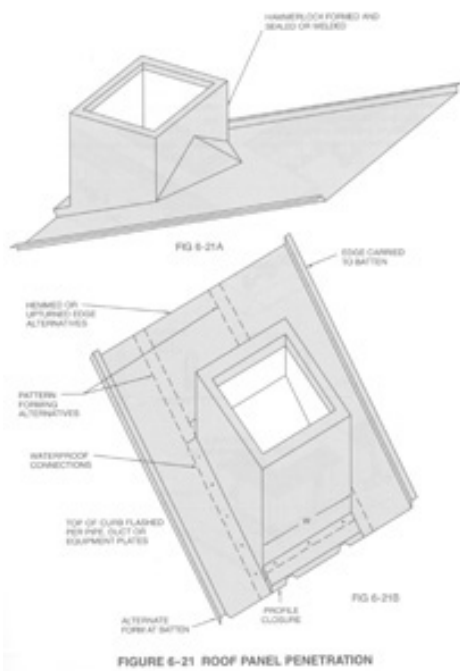 HAMMERLOCK FORMED AND
SEALED OR WELDED
FIG 6-21A
EDGE CARRIED
TO BATTEN
HEMMED OR
UPTURNED EDGE
ALTERNATIVES
PATTERN
FORMING
ALTERNATIVES
WATERPROOF
CONNECTIONS
TOP OF CURB FLASHED
PER PIPE, DUCT OR
EQUIPMENT PLATES
FIG 6-21B
PROFILE
CLOSURE
ALTERNATE
FORM AT BATTEN
FIGURE 6-21 ROOF PANEL PENETRATION